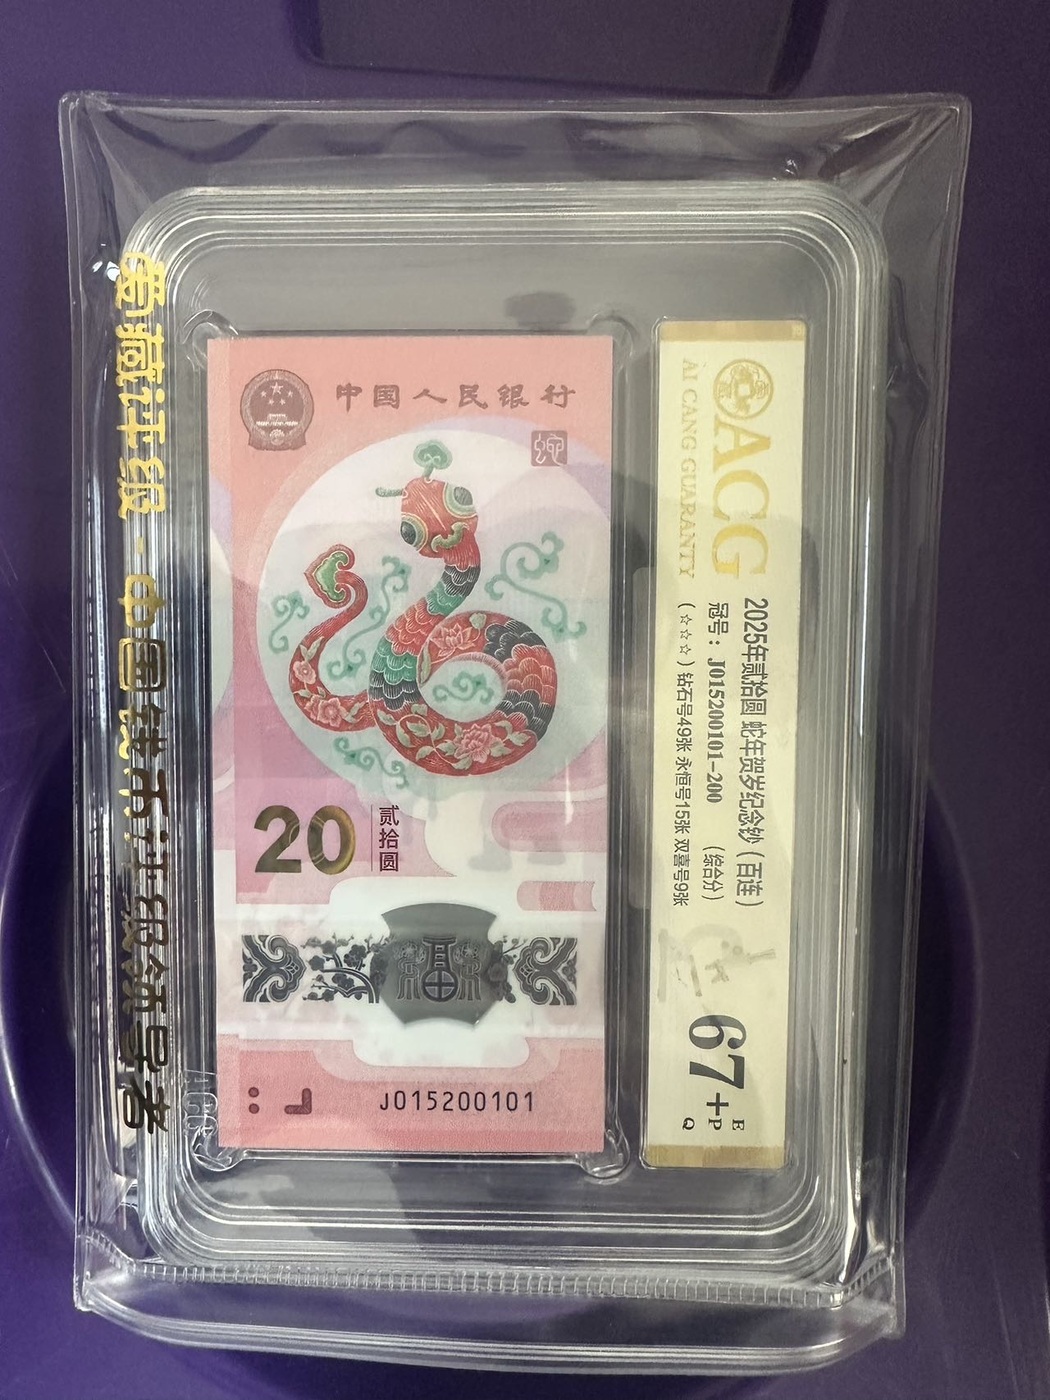 爱藏评级-中国钱币评级领导者
中国人民银行
蛇
20
贰拾圆
J015200101
ACG
AI CANG GUARANTY
2025年贰拾圆 蛇年贺岁纪念钞（百连）
冠号：J015200101-200 （综合分）
（☆☆☆）钻石号49张 永恒号15张 双喜号9张
67+
E
P
Q